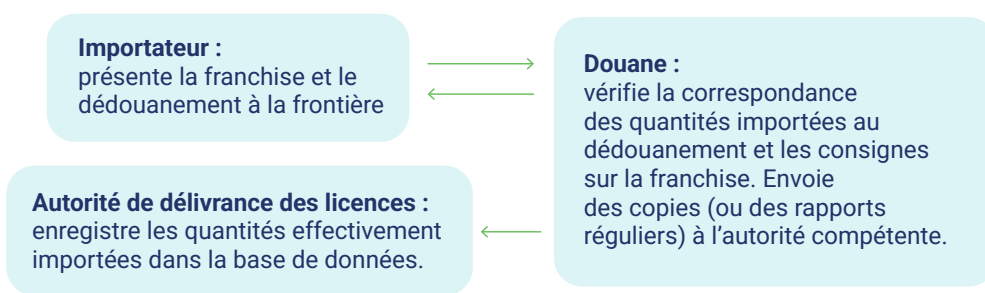 Importateur :
présente la franchise et le
dédouanement à la frontière
Douane :
vérifie la correspondance
des quantités importées au
dédouanement et les consignes
sur la franchise. Envoie
des copies (ou des rapports
réguliers) à l’autorité compétente.
Autorité de délivrance des licences :
enregistre les quantités effectivement
importées dans la base de données.